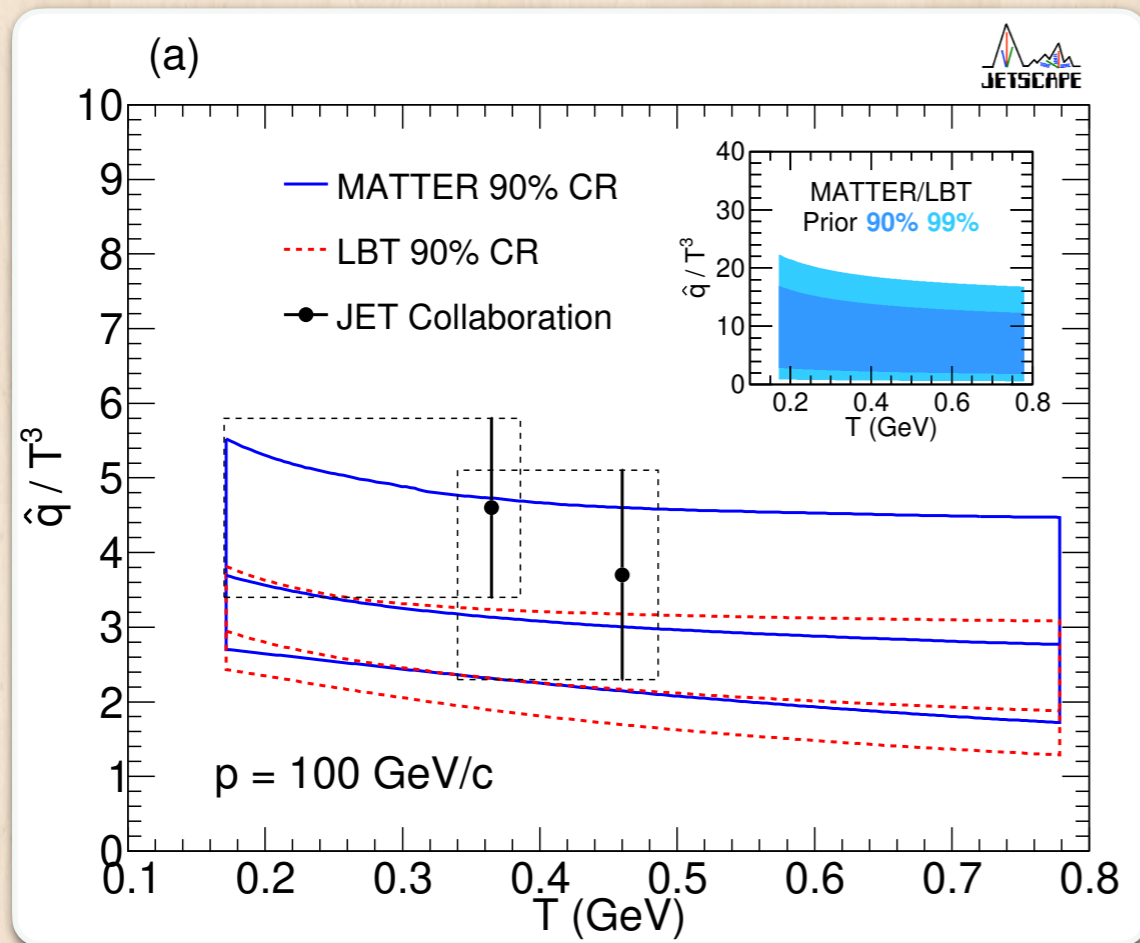 (a)
JETSCAPE
MATTER 90% CR
LBT 90% CR
JET Collaboration
p = 100 GeV/c
q̂ / T³
10
9
8
7
6
5
4
3
2
1
0
0.1 0.2 0.3 0.4 0.5 0.6 0.7 0.8
T (GeV)
MATTER/LBT
Prior 90% 99%
q̂ / T³
40
30
20
10
0
0.2 0.4 0.6 0.8
T (GeV)